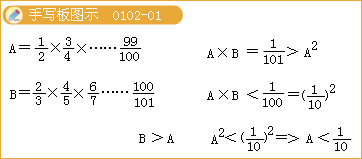 手写板图示 0102-01
A=1/2×3/4×……99/100
A×B=1/101>A²
B=2/3×4/5×6/7……100/101
A×B<1/100=(1/10)²
B>A
A²<(1/10)²=>A<1/10